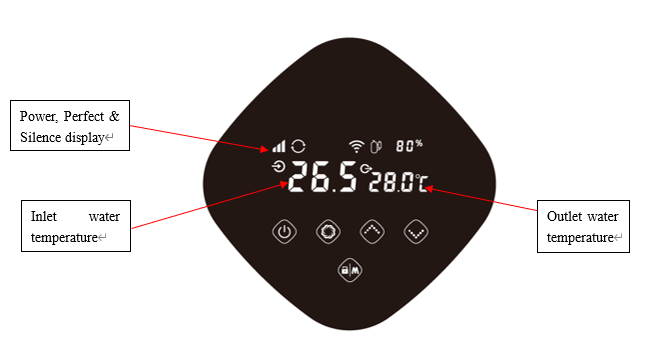 Power, Perfect &
Silence display↵
80%
26.5
28.0℃
Inlet water
temperature↵
Outlet water
temperature↵
M